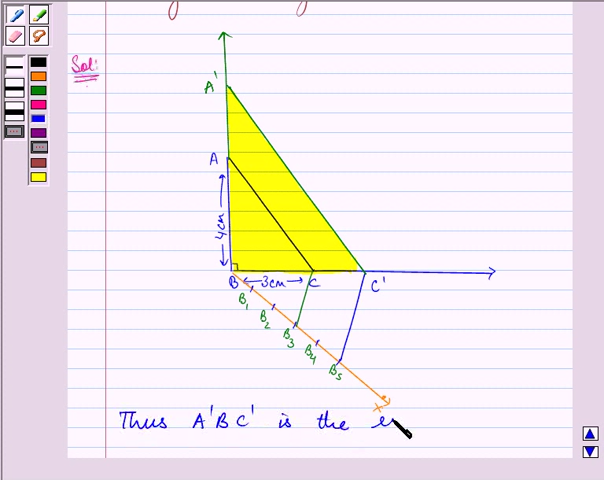 Sol:
A'
A
4cm
B 3cm C C'
B1
B2
B3
B4
B5
X
Thus A'BC' is the